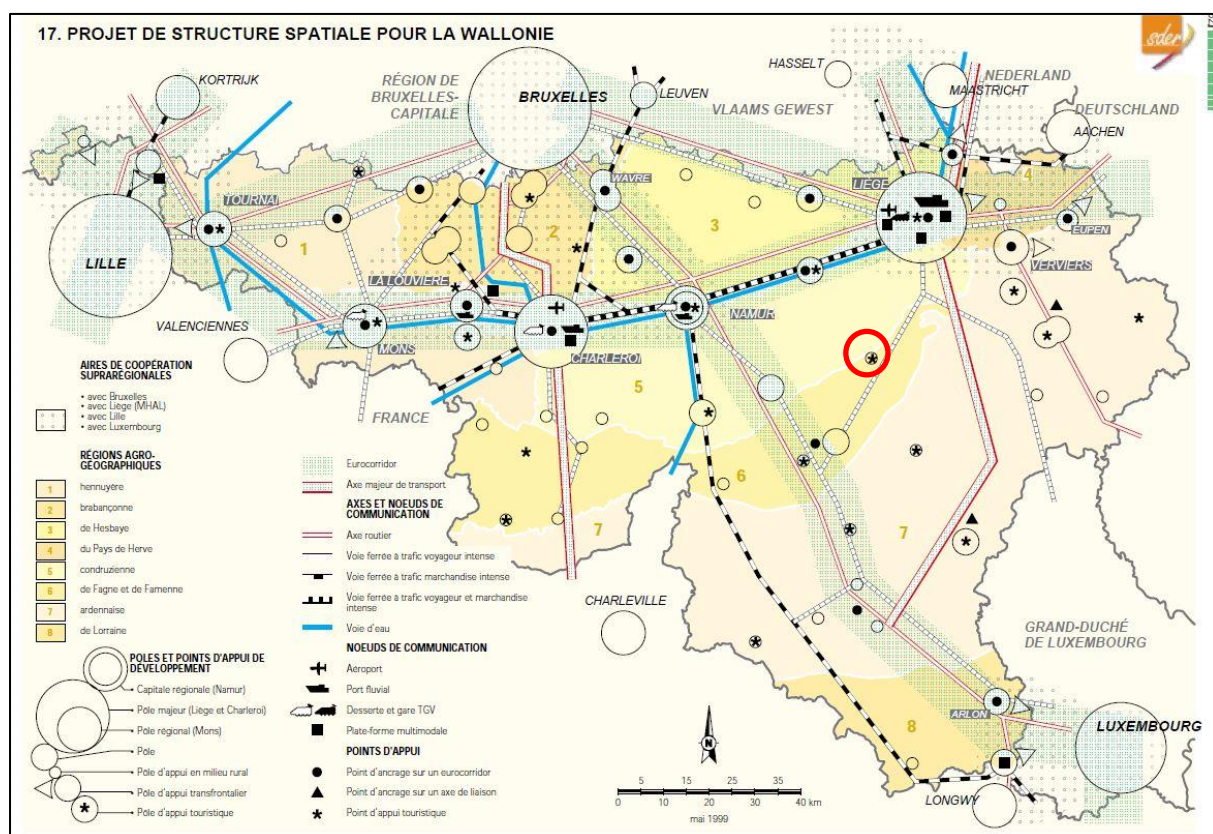 17. PROJET DE STRUCTURE SPATIALE POUR LA WALLONIE
sder
KORTRIJK
RÉGION DE
BRUXELLES-
CAPITALE
BRUXELLES
LEUVEN
VLAAMS GEWEST
HASSELT
NEDERLAND
MAASTRICHT
DEUTSCHLAND
AACHEN
WAVRE
LIEGE
4
TOURNAI
EUPEN
LILLE
1
2
3
VERVIERS
LA LOUVIERE
VALENCIENNES
MONS
CHARLEROI
NAMUR
FRANCE
5
6
7
7
CHARLEVILLE
GRAND-DUCHÉ
DE LUXEMBOURG
8
ARLON
LUXEMBOURG
LONGWY
AIRES DE COOPÉRATION
SUPRARÉGIONALES
• avec Bruxelles
• avec Liège (MHAL)
• avec Lille
• avec Luxembourg
RÉGIONS AGRO-
GÉOGRAPHIQUES
1 hennuyère
2 brabançonne
3 de Hesbaye
4 du Pays de Herve
5 condruzienne
6 de Fagne et de Famenne
7 ardennaise
8 de Lorraine
POLES ET POINTS D'APPUI DE
DÉVELOPPEMENT
Capitale régionale (Namur)
Pôle majeur (Liège et Charleroi)
Pôle régional (Mons)
Pôle
Pôle d'appui en milieu rural
Pôle d'appui transfrontalier
Pôle d'appui touristique
Eurocorridor
Axe majeur de transport
AXES ET NOEUDS DE
COMMUNICATION
Axe routier
Voie ferrée à trafic voyageur intense
Voie ferrée à trafic marchandise intense
Voie ferrée à trafic voyageur et marchandise
intense
Voie d'eau
NOEUDS DE COMMUNICATION
Aéroport
Port fluvial
Desserte et gare TGV
Plate-forme multimodale
POINTS D'APPUI
Point d'ancrage sur un eurocorridor
Point d'ancrage sur un axe de liaison
Point d'appui touristique
N
5 15 25 35
0 10 20 30 40 km
mai 1999